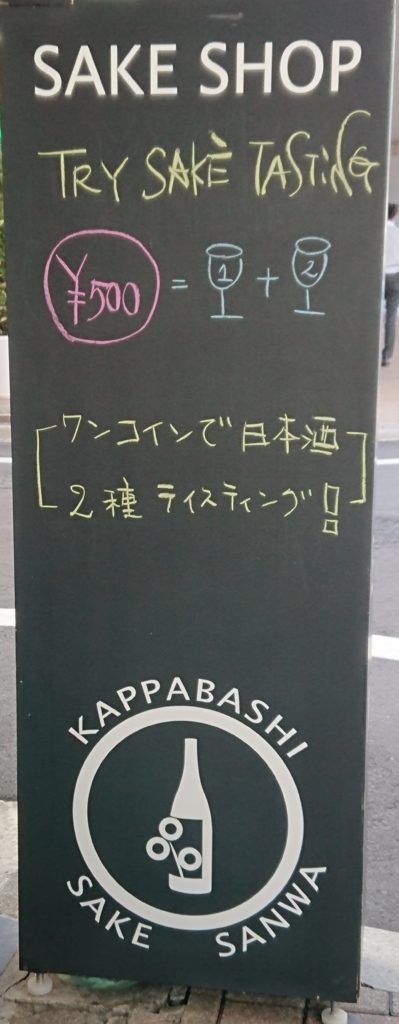 SAKE SHOP
TRY SAKÈ TASTING
¥500 = 1 + 2
ワンコインで日本酒
2種 テイスティング!
KAPPABASHI
SAKE SANWA